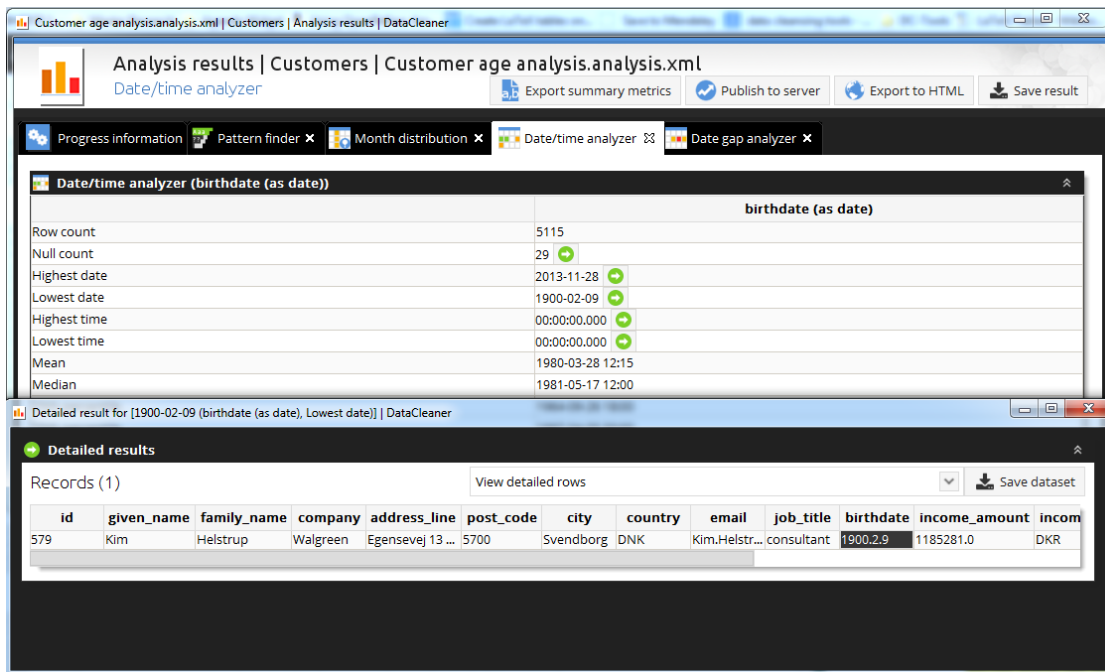 Customer age analysis.analysis.xml | Customers | Analysis results | DataCleaner
Analysis results | Customers | Customer age analysis.analysis.xml
Date/time analyzer
Export summary metrics Publish to server Export to HTML Save result
Progress information Pattern finder Month distribution Date/time analyzer Date gap analyzer
Date/time analyzer (birthdate (as date))
birthdate (as date)
Row count 5115
Null count 29
Highest date 2013-11-28
Lowest date 1900-02-09
Highest time 00:00:00.000
Lowest time 00:00:00.000
Mean 1980-03-28 12:15
Median 1981-05-17 12:00
Detailed result for [1900-02-09 (birthdate (as date), Lowest date)] | DataCleaner
Detailed results
Records (1) View detailed rows Save dataset
id given_name family_name company address_line post_code city country email job_title birthdate income_amount incom
579 Kim Helstrup Walgreen Egensevej 13 ... 5700 Svendborg DNK Kim.Helstr... consultant 1900.2.9 1185281.0 DKR